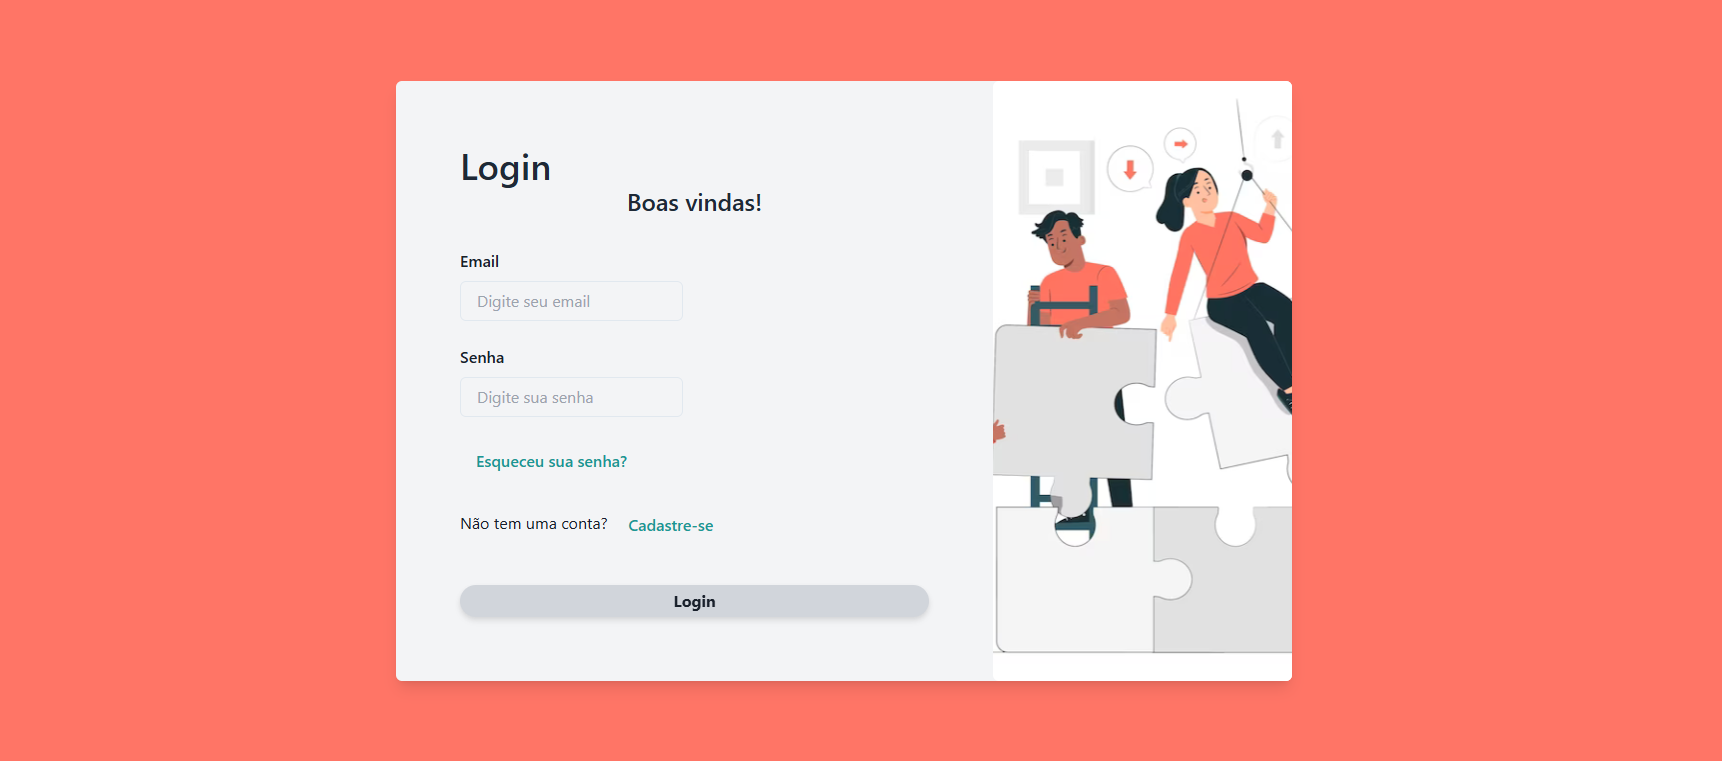 Login
Boas vindas!
Email
Digite seu email
Senha
Digite sua senha
Esqueceu sua senha?
Não tem uma conta? Cadastre-se
Login